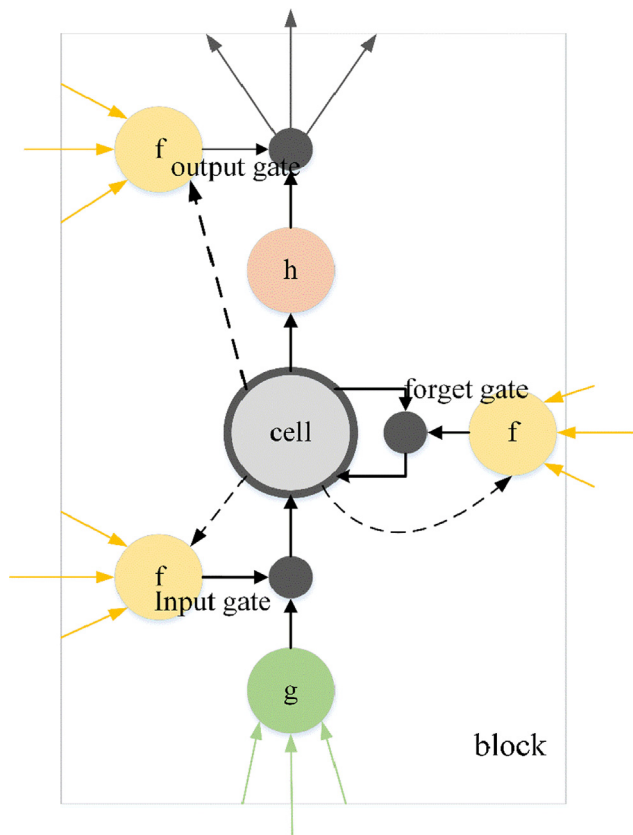 f
output gate
h
forget gate
cell
f
f
Input gate
g
block